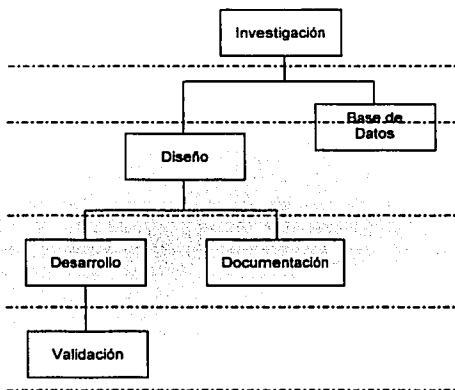 Investigación
Base de
Datos
Diseño
Desarrollo
Documentación
Validación